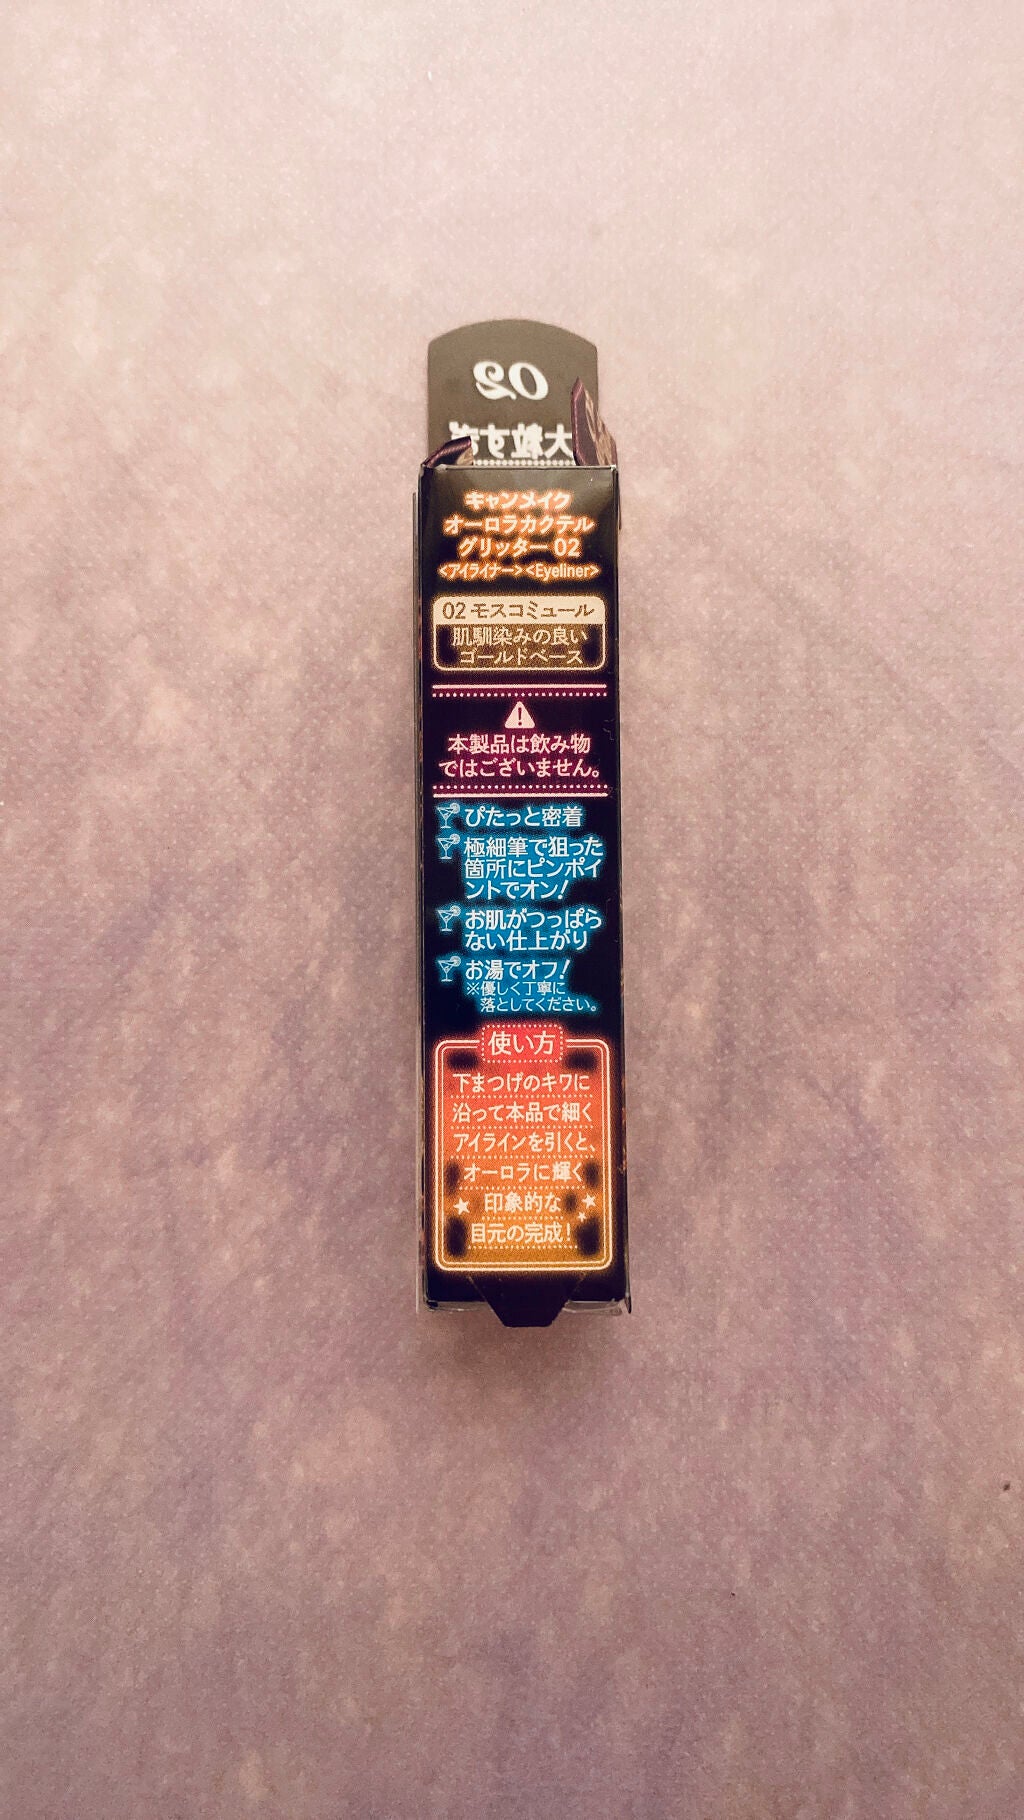 02
大粒すぎ
キャンメイク
オーロラカクテル
グリッター 02
<アイライナー><Eyeliner>
02 モスコミュール
肌馴染みの良い
ゴールドベース
本製品は飲み物
ではございません。
ぴたっと密着
極細筆で狙った
箇所にピンポイ
ントでオン!
お肌がつっぱら
ない仕上がり
お湯でオフ!
※優しく丁寧に
落としてください。
使い方
下まつげのキワに
沿って本品で細く
アイラインを引くと、
オーロラに輝く
印象的な
目元の完成!